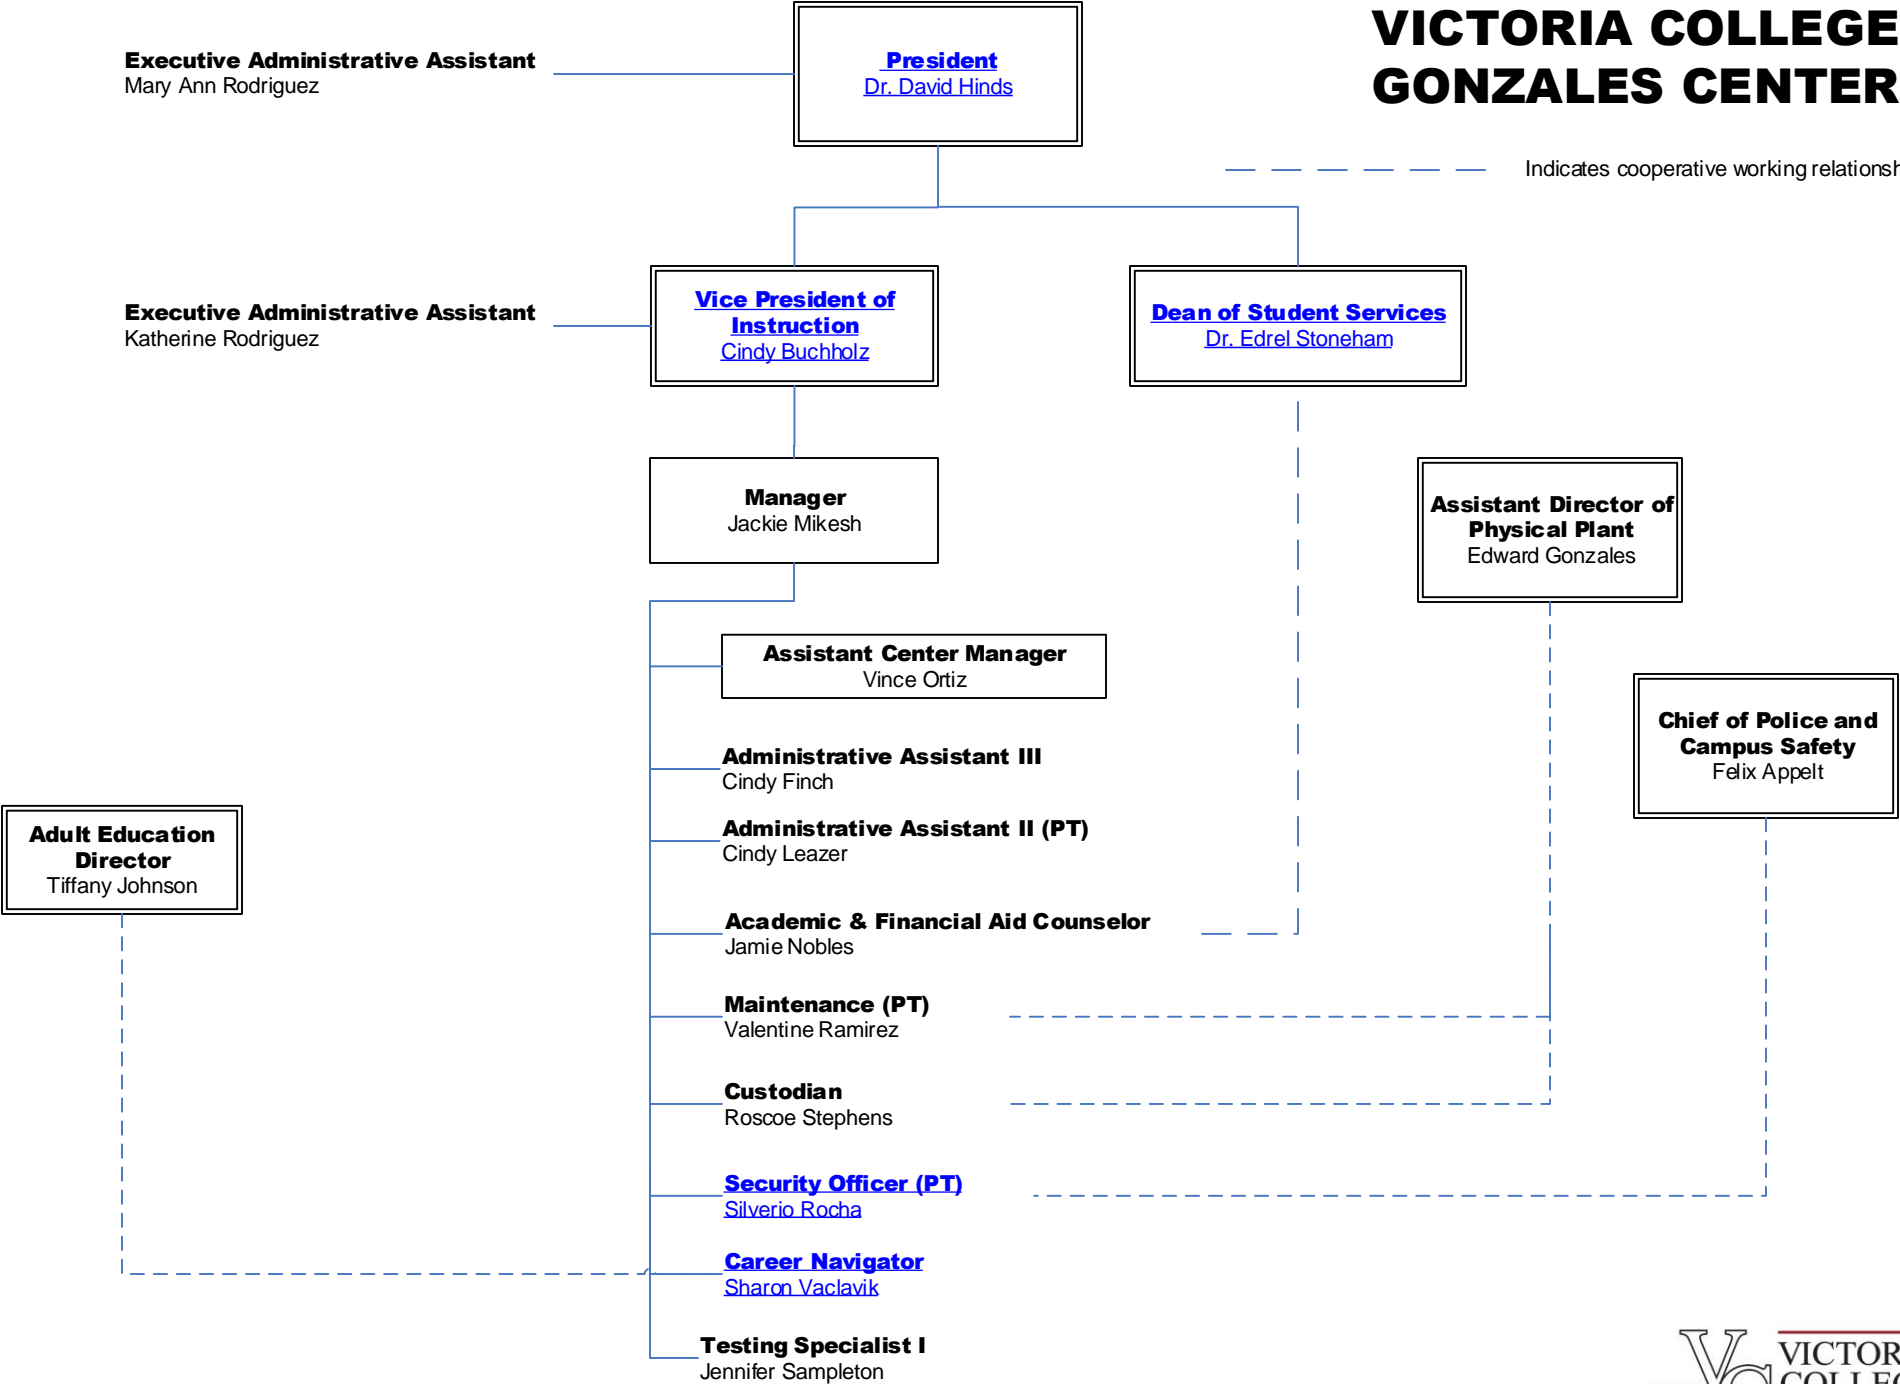 VICTORIA COLLEGE
GONZALES CENTER
Executive Administrative Assistant
Mary Ann Rodriguez
President
Dr. David Hinds
Indicates cooperative working relationsh
Executive Administrative Assistant
Katherine Rodriguez
Vice President of
Instruction
Cindy Buchholz
Dean of Student Services
Dr. Edrel Stoneham
Manager
Jackie Mikesh
Assistant Director of
Physical Plant
Edward Gonzales
Assistant Center Manager
Vince Ortiz
Chief of Police and
Campus Safety
Felix Appelt
Administrative Assistant III
Cindy Finch
Adult Education
Director
Tiffany Johnson
Administrative Assistant II (PT)
Cindy Leazer
Academic & Financial Aid Counselor
Jamie Nobles
Maintenance (PT)
Valentine Ramirez
Custodian
Roscoe Stephens
Security Officer (PT)
Silverio Rocha
Career Navigator
Sharon Vaclavik
Testing Specialist I
Jennifer Sampleton
VC VICTOR
COLLEG